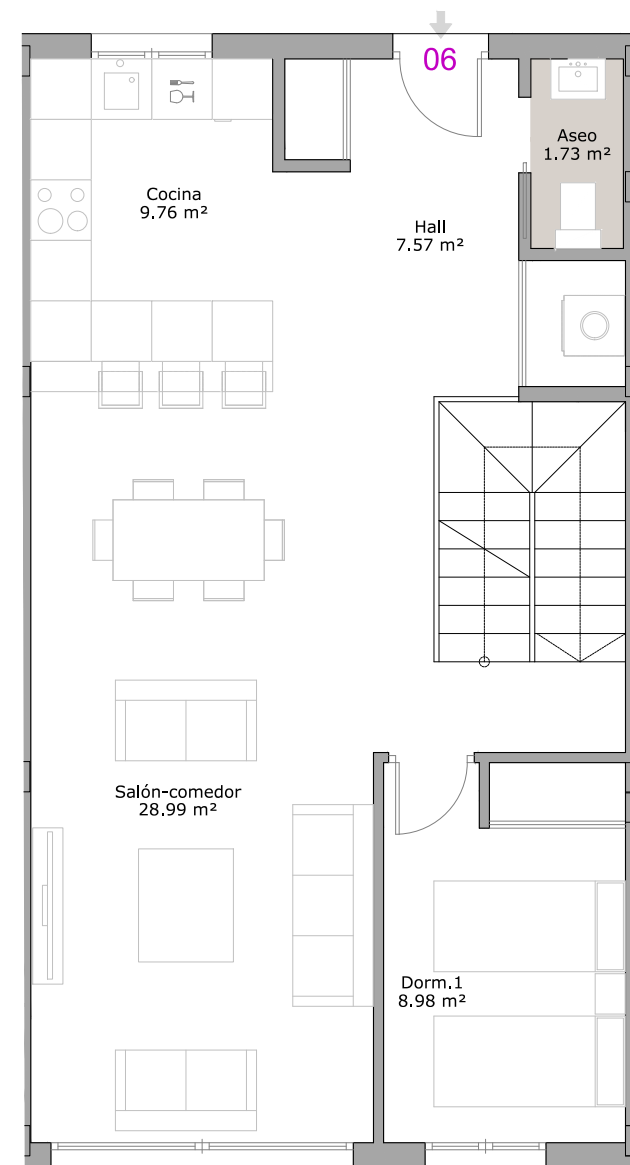 06
Aseo
1.73 m²
Cocina
9.76 m²
Hall
7.57 m²
Salón-comedor
28.99 m²
Dorm.1
8.98 m²